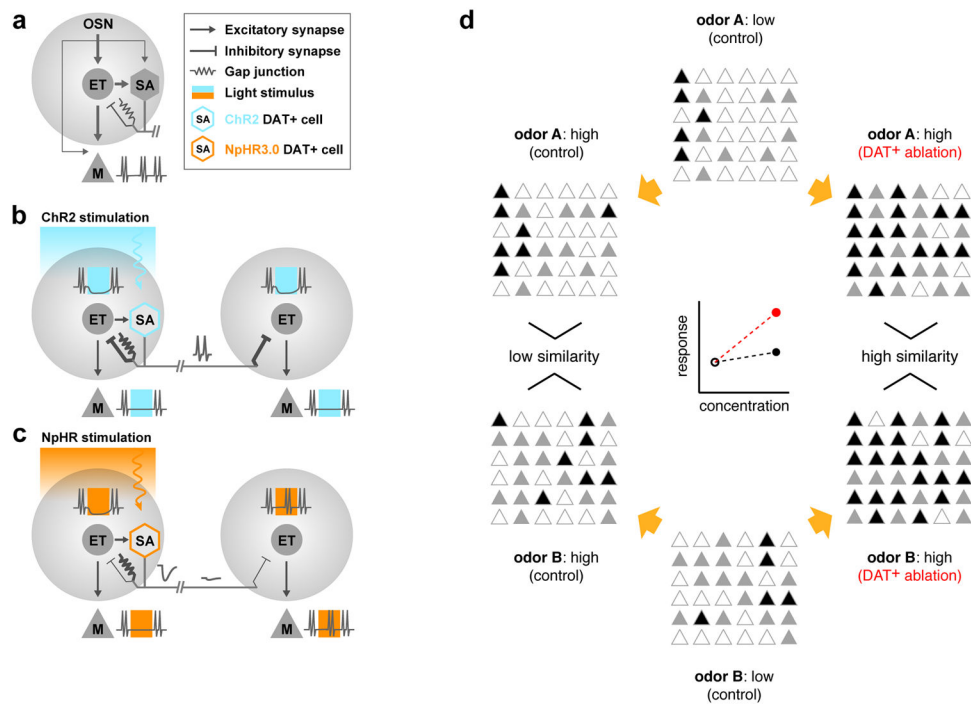 a
OSN
ET
SA
M
Excitatory synapse
Inhibitory synapse
Gap junction
Light stimulus
SA
ChR2 DAT+ cell
SA
NpHR3.0 DAT+ cell
b
ChR2 stimulation
ET
SA
ET
M
M
c
NpHR stimulation
ET
SA
ET
M
M
d
odor A: low
(control)
odor A: high
(control)
odor A: high
(DAT+ ablation)
low similarity
response
concentration
high similarity
odor B: high
(control)
odor B: high
(DAT+ ablation)
odor B: low
(control)